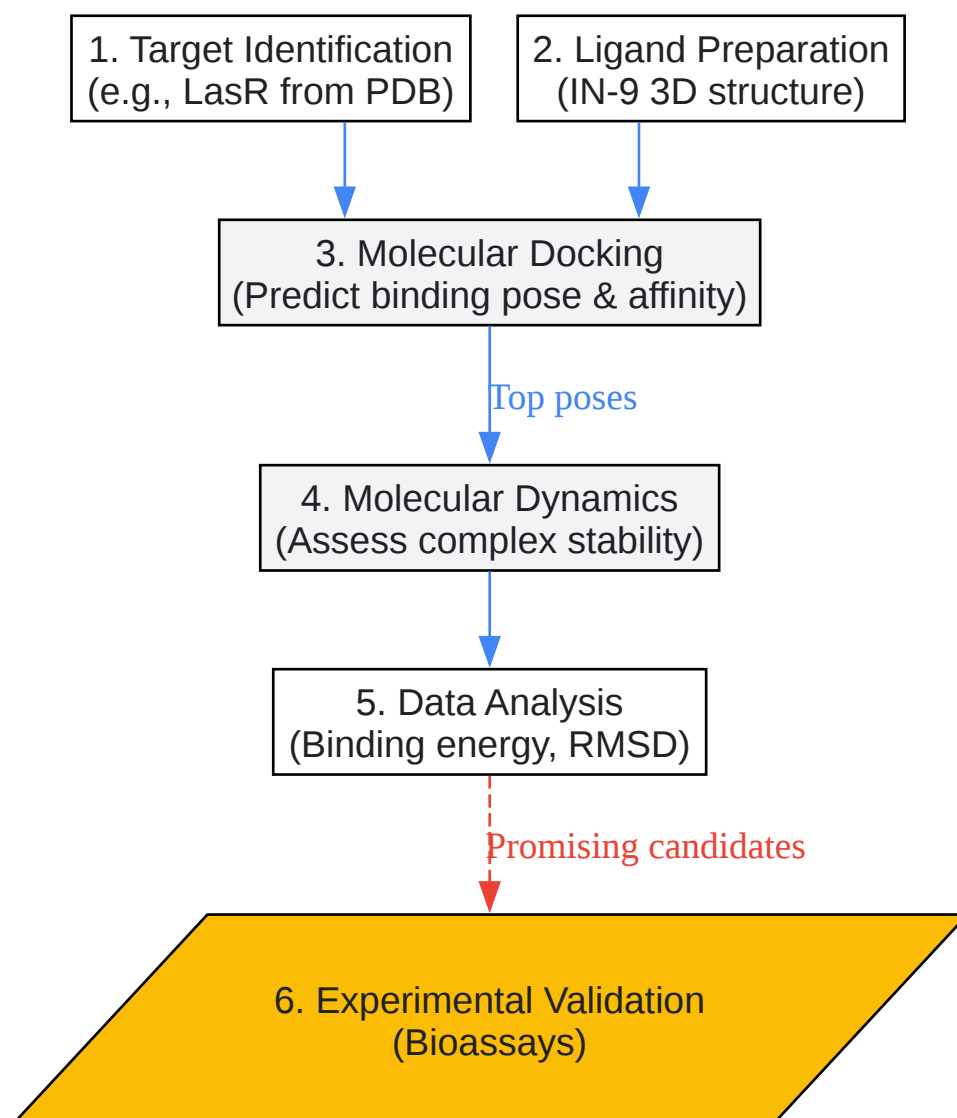 1. Target Identification
(e.g., LasR from PDB)
2. Ligand Preparation
(IN-9 3D structure)
3. Molecular Docking
(Predict binding pose & affinity)
Top poses
4. Molecular Dynamics
(Assess complex stability)
5. Data Analysis
(Binding energy, RMSD)
Promising candidates
6. Experimental Validation
(Bioassays)